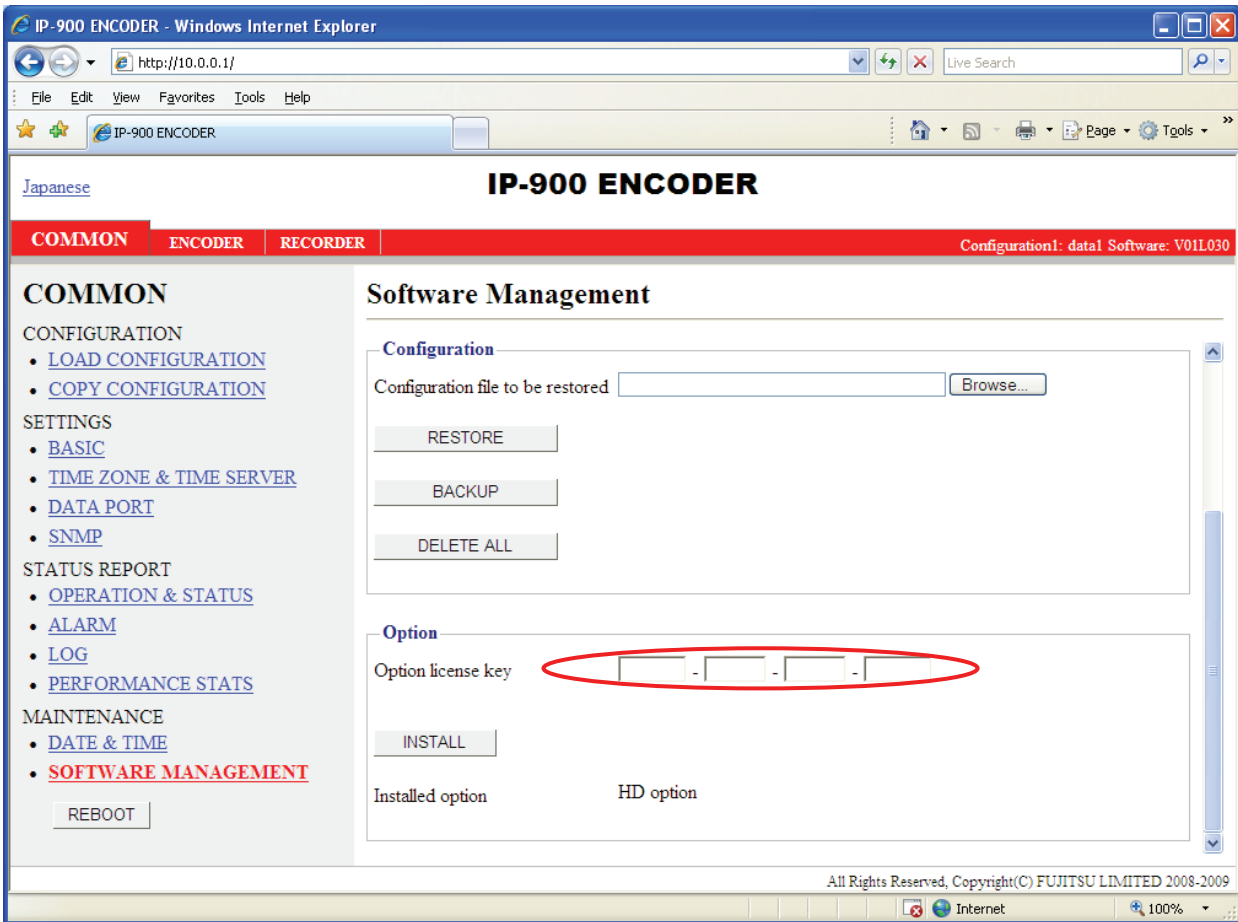 IP-900 ENCODER - Windows Internet Explorer
http://10.0.0.1/
Live Search
File Edit View Favorites Tools Help
IP-900 ENCODER
Page Tools »
Japanese
IP-900 ENCODER
COMMON ENCODER RECORDER
Configuration1: data1 Software: V01L030
COMMON
CONFIGURATION
• LOAD CONFIGURATION
• COPY CONFIGURATION
SETTINGS
• BASIC
• TIME ZONE & TIME SERVER
• DATA PORT
• SNMP
STATUS REPORT
• OPERATION & STATUS
• ALARM
• LOG
• PERFORMANCE STATS
MAINTENANCE
• DATE & TIME
• SOFTWARE MANAGEMENT
REBOOT
Software Management
Configuration
Configuration file to be restored Browse...
RESTORE
BACKUP
DELETE ALL
Option
Option license key - - -
INSTALL
Installed option HD option
All Rights Reserved, Copyright(C) FUJITSU LIMITED 2008-2009
Internet 100%